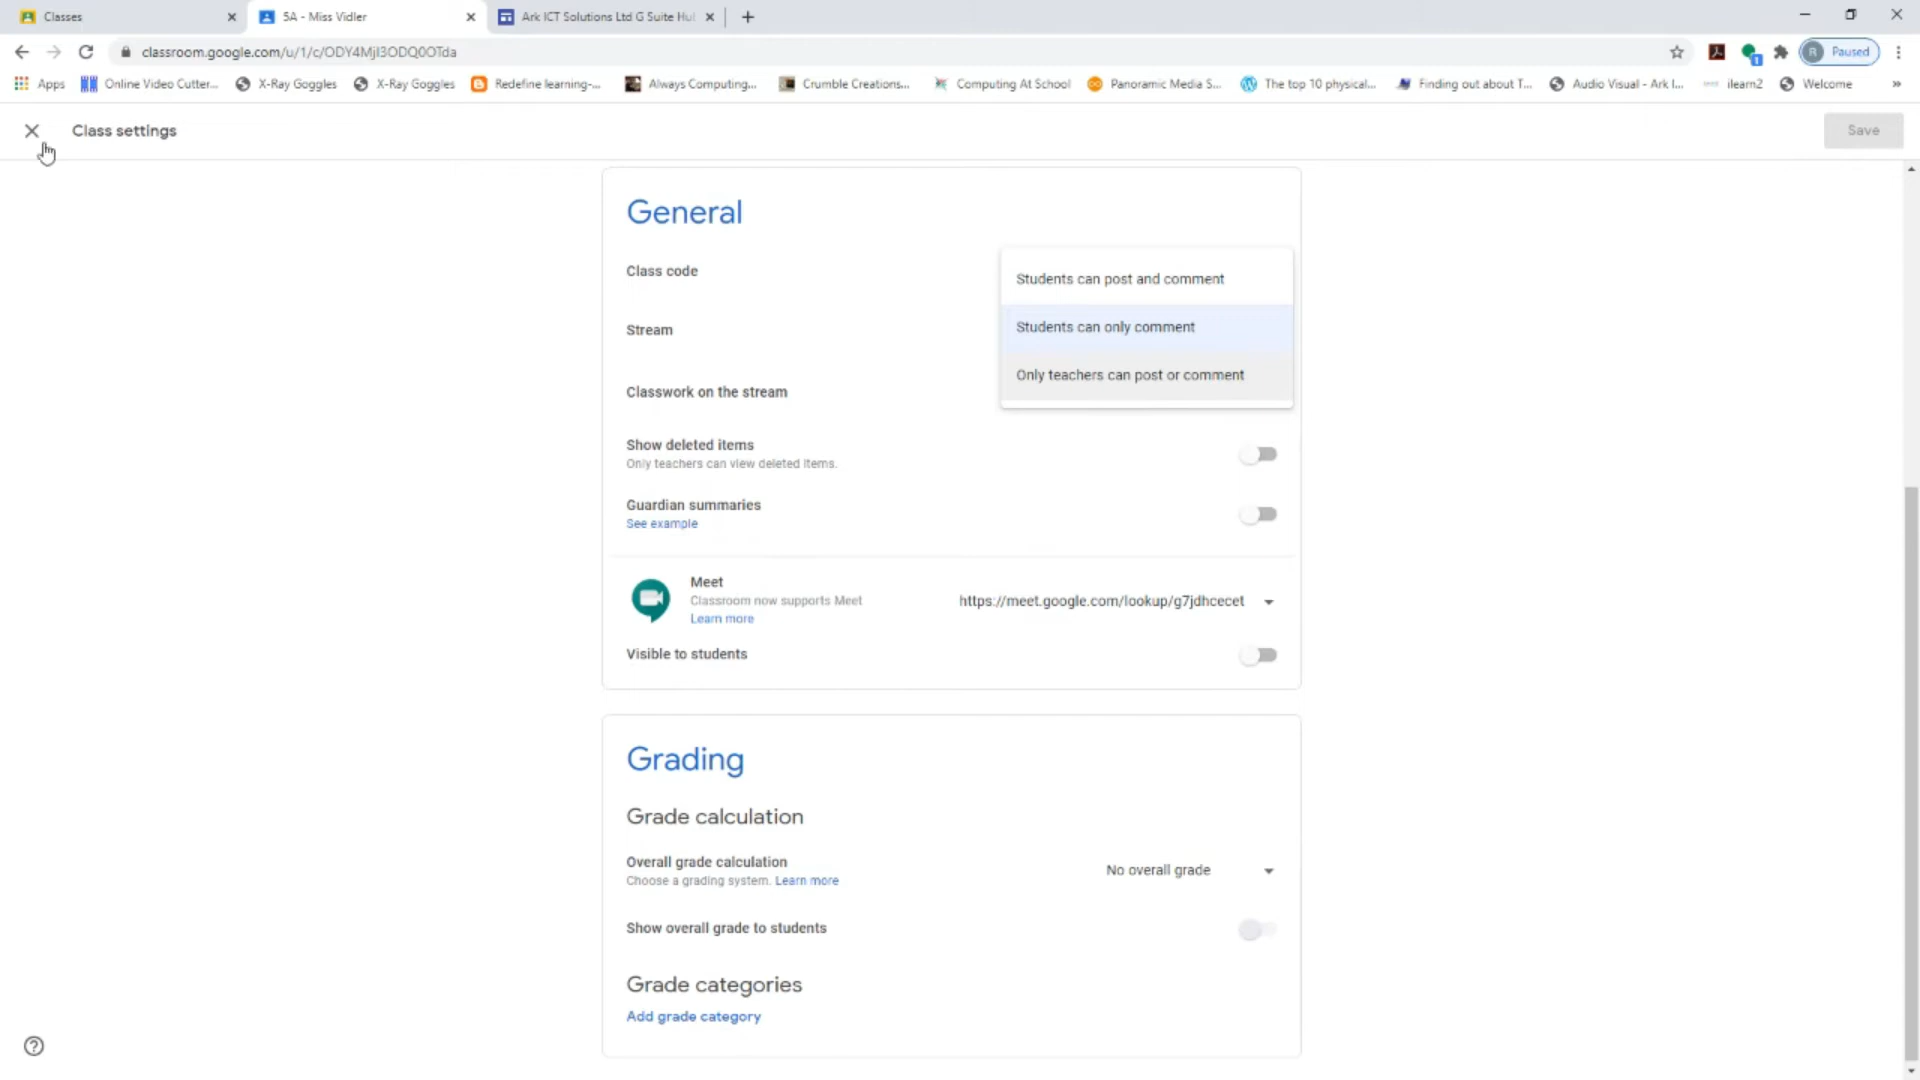 Classes
5A - Miss Vidler
Ark ICT Solutions Ltd G Suite Hu
classroom.google.com/u/1/c/ODY4MjI3ODQ0OTda
R Paused
Apps
Online Video Cutter...
X-Ray Goggles
X-Ray Goggles
Redefine learning-...
Always Computing...
Crumble Creations...
Computing At School
Panoramic Media S...
The top 10 physical...
Finding out about T...
Audio Visual - Ark I...
ilearn2
Welcome
»
Class settings
Save
General
Class code
Students can post and comment
Students can only comment
Stream
Only teachers can post or comment
Classwork on the stream
Show deleted items
Only teachers can view deleted items.
Guardian summaries
See example
Meet
Classroom now supports Meet
https://meet.google.com/lookup/g7jdhcecet
Learn more
Visible to students
Grading
Grade calculation
Overall grade calculation
No overall grade
Choose a grading system. Learn more
Show overall grade to students
Grade categories
Add grade category